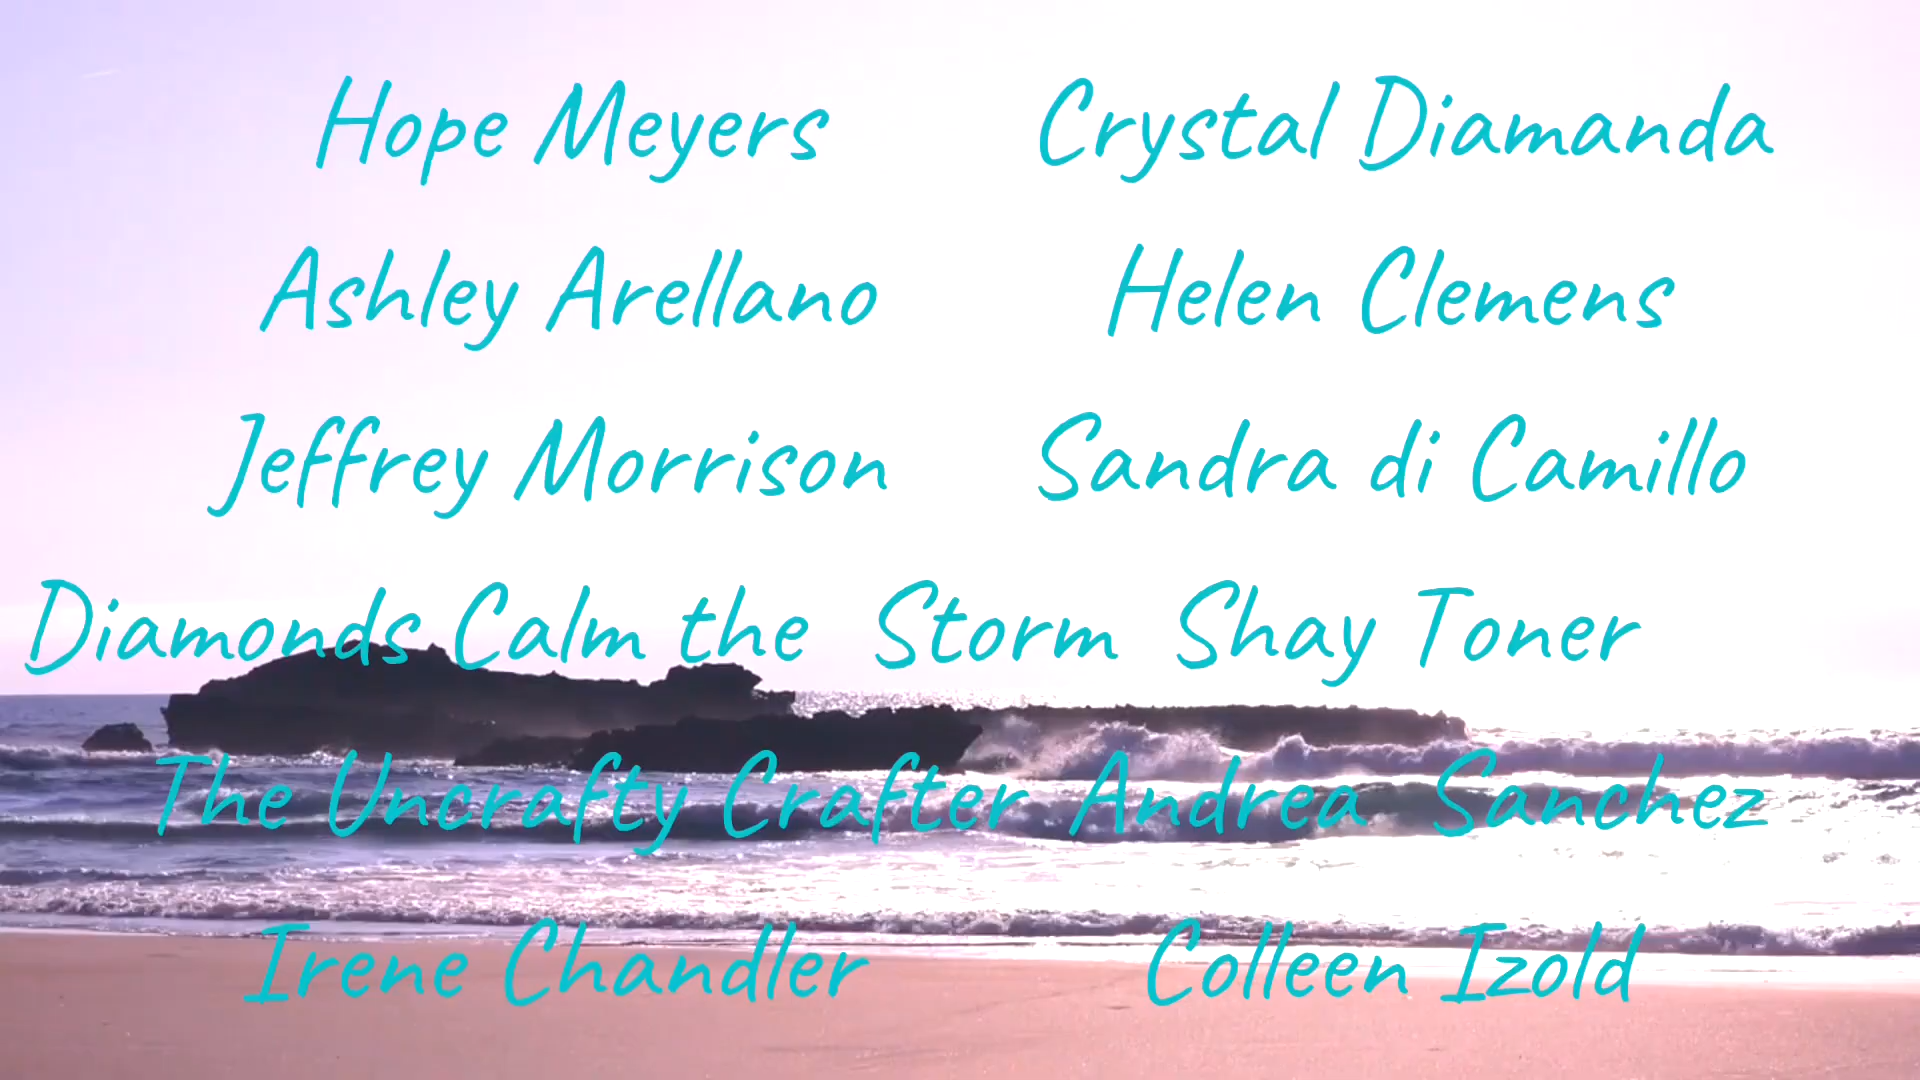 Hope Meyers Crystal Diamanda
Ashley Arellano Helen Clemens
Jeffrey Morrison Sandra di Camillo
Diamonds Calm the Storm Shay Toner
The Uncrafty Crafter Andrea Sanchez
Irene Chandler Colleen Izold